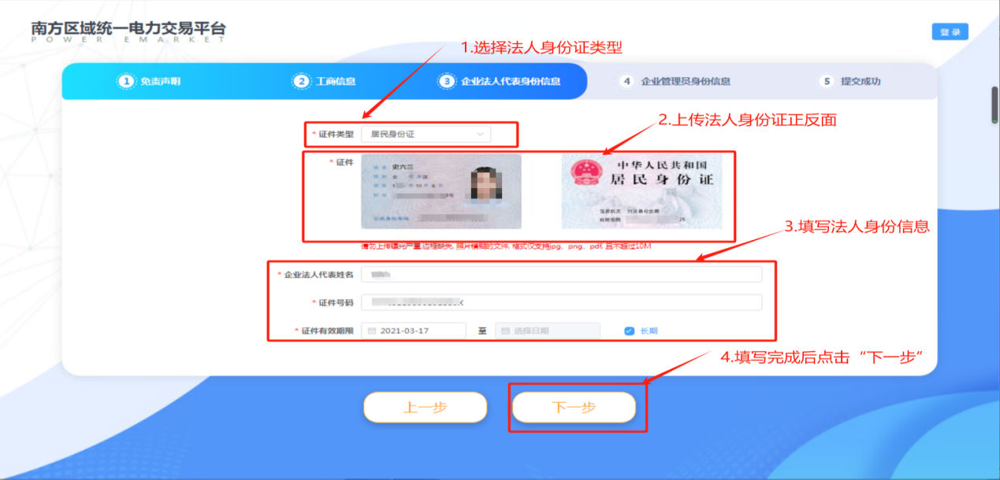 南方区域统一电力交易平台
POWER EMARKET
登录
1.选择法人身份证类型
1 免责声明
2 工商信息
3 企业法人代表身份信息
4 企业管理员身份信息
5 提交成功
2.上传法人身份证正反面
* 证件类型 居民身份证
* 证件
史六三
中华人民共和国
居民身份证
3.填写法人身份信息
请勿上传曝光严重,边框缺失, 照片模糊的文件, 格式仅支持jpg、png、pdf, 且不超过10M
* 企业法人代表姓名
* 证件号码
* 证件有效期限 2021-03-17 至 选择日期 长期
4.填写完成后点击“下一步”
上一步
下一步